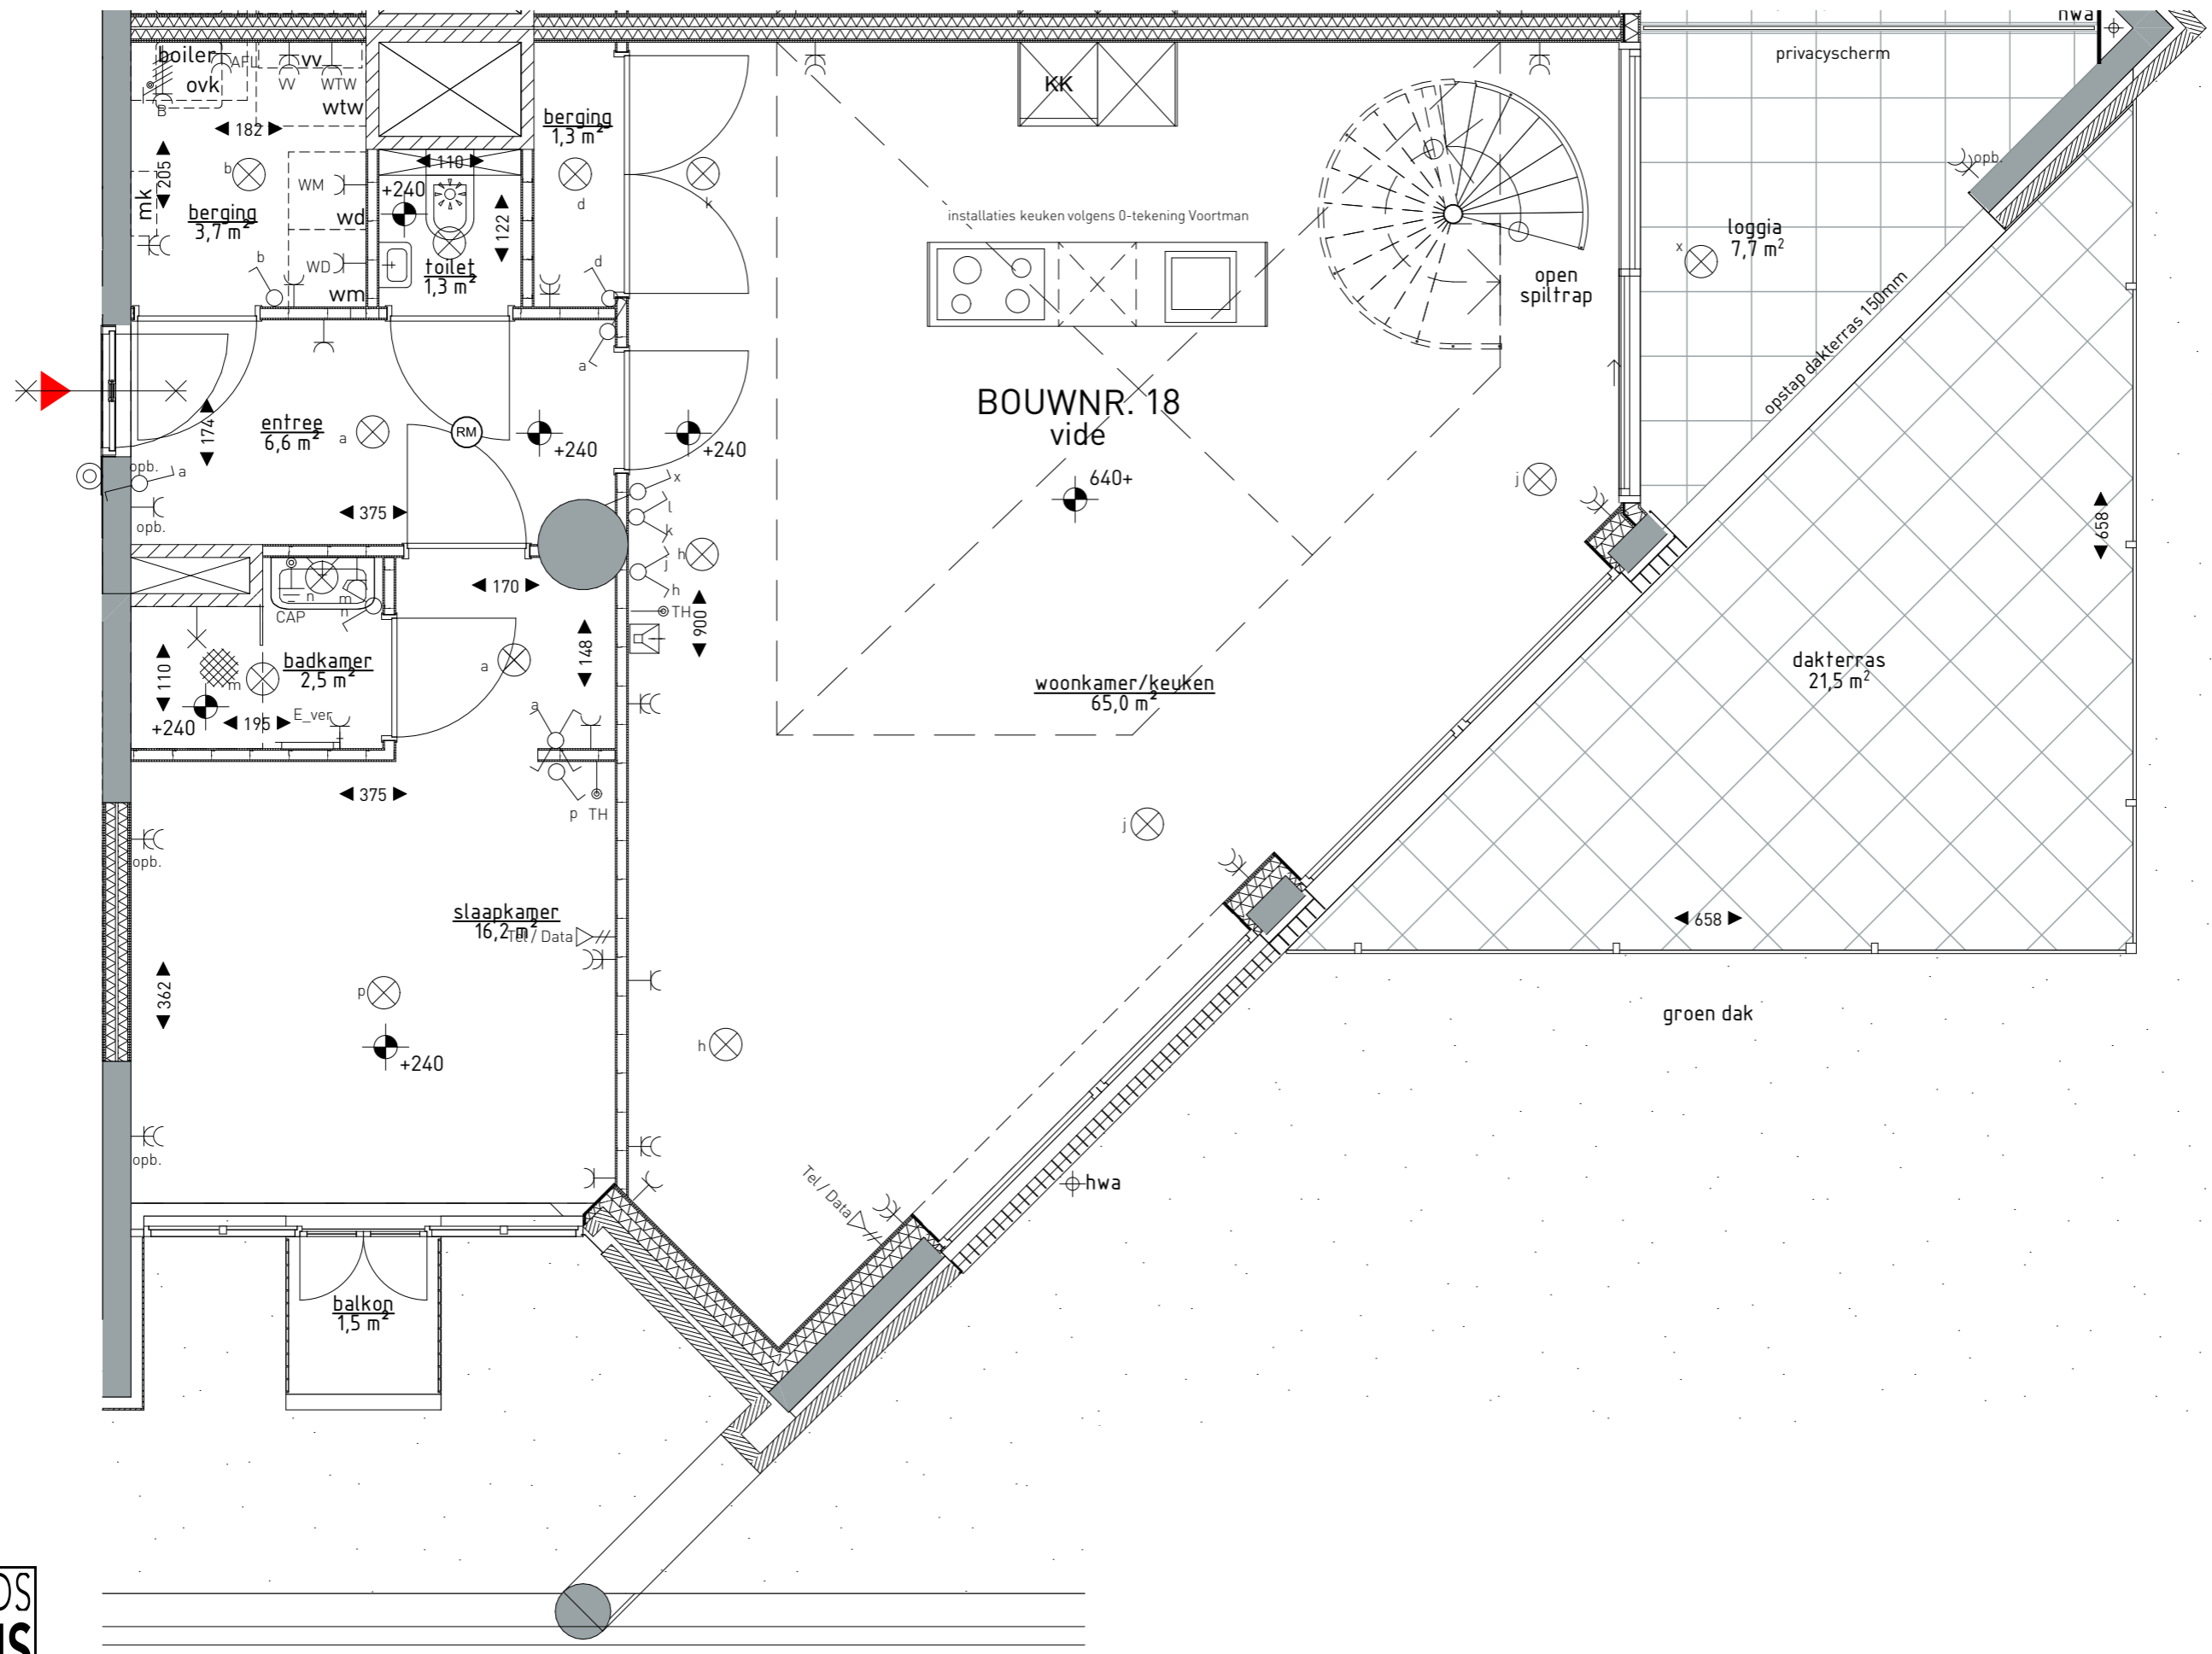 hwa
privacyscherm
boiler
AFL
vv
ovk
VV
WTW
B
wtw
KK
berging
1,3 m²
182
110
opb.
205
b
WM
+240
d
k
mk
berging
3,7 m²
wd
122
installaties keuken volgens 0-tekening Voortman
loggia
7,7 m²
x
b
WD
toilet
1,3 m²
d
open
spiltrap
wm
opstap dakterras 150mm
a
BOUWNR. 18
vide
entree
6,6 m²
a
RM
174
+240
+240
opb.
a
x
640+
j
opb.
375
l
k
658
h
j
170
h
n
m
n
CAP
TH
900
badkamer
2,5 m²
a
148
110
m
dakterras
21,5 m²
woonkamer/keuken
65,0 m²
+240
195
E_ver
a
375
p
TH
j
opb.
slaapkamer
16,2 m²
Tel / Data
658
362
p
groen dak
h
+240
opb.
Tel / Data
hwa
balkon
1,5 m²